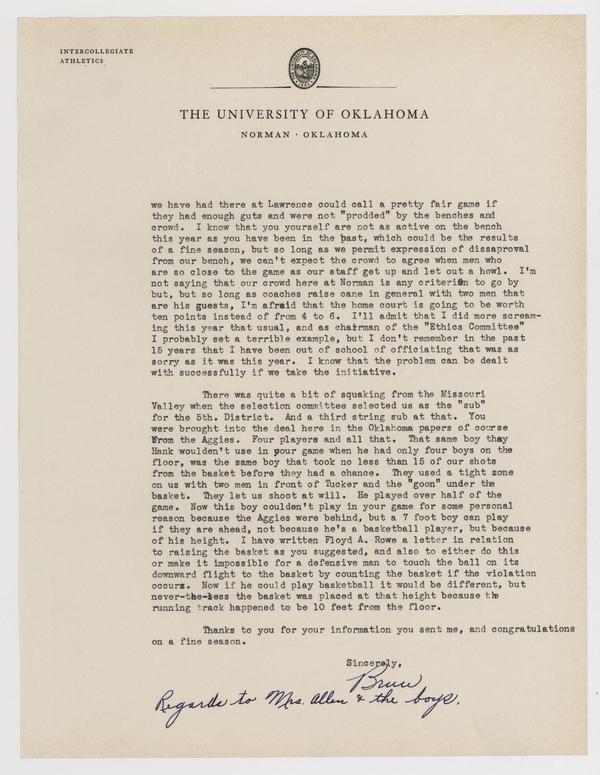 INTERCOLLEGIATE
ATHLETICS
THE UNIVERSITY OF OKLAHOMA
NORMAN · OKLAHOMA
we have had there at Lawrence could call a pretty fair game if
they had enough guts and were not "prodded" by the benches and
crowd. I know that you yourself are not as active on the bench
this year as you have been in the past, which could be the results
of a fine season, but so long as we permit expression of dissaproval
from our bench, we can't expect the crowd to agree when men who
are so close to the game as our staff get up and let out a howl. I'm
not saying that our crowd here at Norman is any criterion to go by
but, but so long as coaches raise cane in general with two men that
are his guests, I'm afraid that the home court is going to be worth
ten points instead of from 4 to 6. I'll admit that I did more scream-
ing this year that usual, and as chairman of the "Ethics Committee"
I probably set a terrible example, but I don't remember in the past
15 years that I have been out of school of officiating that was as
sorry as it was this year. I know that the problem can be dealt
with successfully if we take the initiative.
There was quite a bit of squaking from the Missouri
Valley when the selection committee selected us as the "sub"
for the 5th. District. And a third string sub at that. You
were brought into the deal here in the Oklahoma papers of course
from the Aggies. Four players and all that. That same boy thay
Hank woulden't use in your game when he had only four boys on the
floor, was the same boy that took no less than 15 of our shots
from the basket before they had a chance. They used a tight zone
on us with two men in front of Tucker and the "goon" under the
basket. They let us shoot at will. He played over half of the
game. Now this boy couldn't play in your game for some personal
reason because the Aggies were behind, but a 7 foot boy can play
if they are ahead, not because he's a basketball player, but because
of his height. I have written Floyd A. Rowe a letter in relation
to raising the basket as you suggested, and also to either do this
or make it impossible for a defensive man to touch the ball on its
downward flight to the basket by counting the basket if the violation
occurs. Now if he could play basketball it would be different, but
never-the-less the basket was placed at that height because the
running track happened to be 10 feet from the floor.
Thanks to you for your information you sent me, and congratulations
on a fine season.
Sincerely,
Bruce
Regards to Mrs. Allen & the boys.